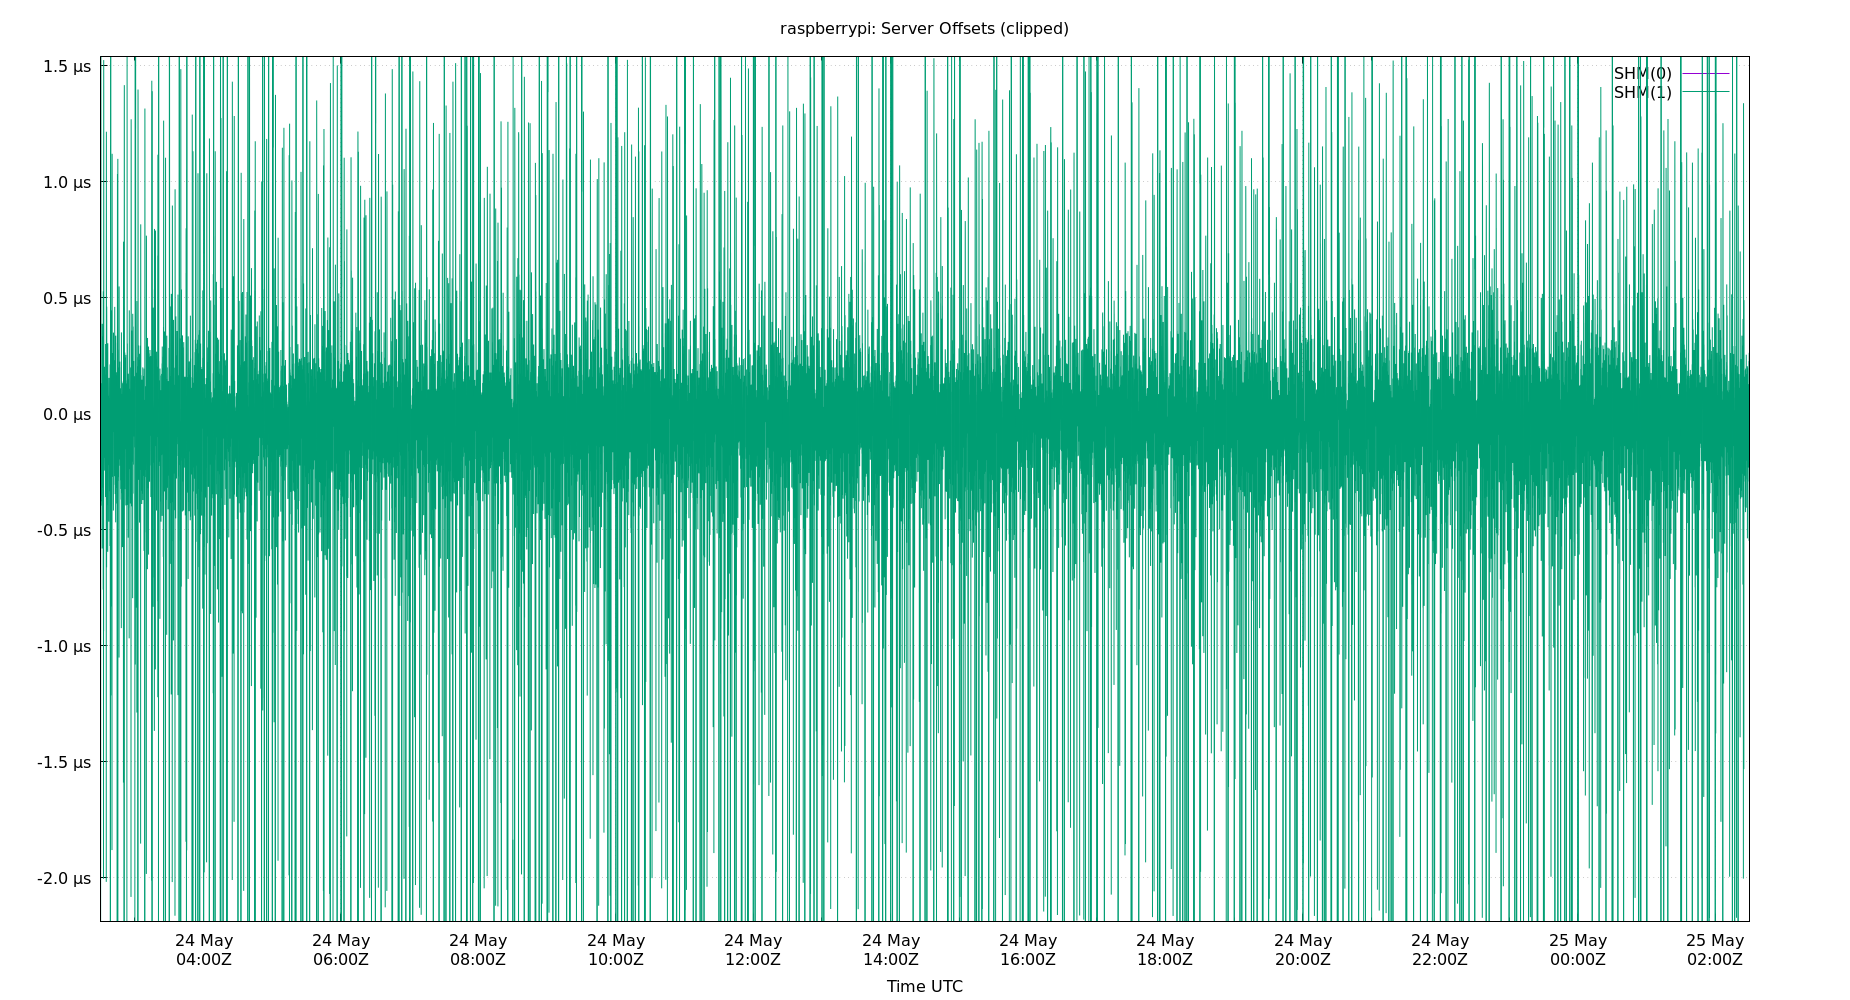 raspberrypi: Server Offsets (clipped)
1.5 µs
1.0 µs
0.5 µs
0.0 µs
-0.5 µs
-1.0 µs
-1.5 µs
-2.0 µs
SHM(0)
SHM(1)
24 May 24 May 24 May 24 May 24 May 24 May 24 May 24 May 24 May 24 May 25 May 25 May
04:00Z 06:00Z 08:00Z 10:00Z 12:00Z 14:00Z 16:00Z 18:00Z 20:00Z 22:00Z 00:00Z 02:00Z
Time UTC